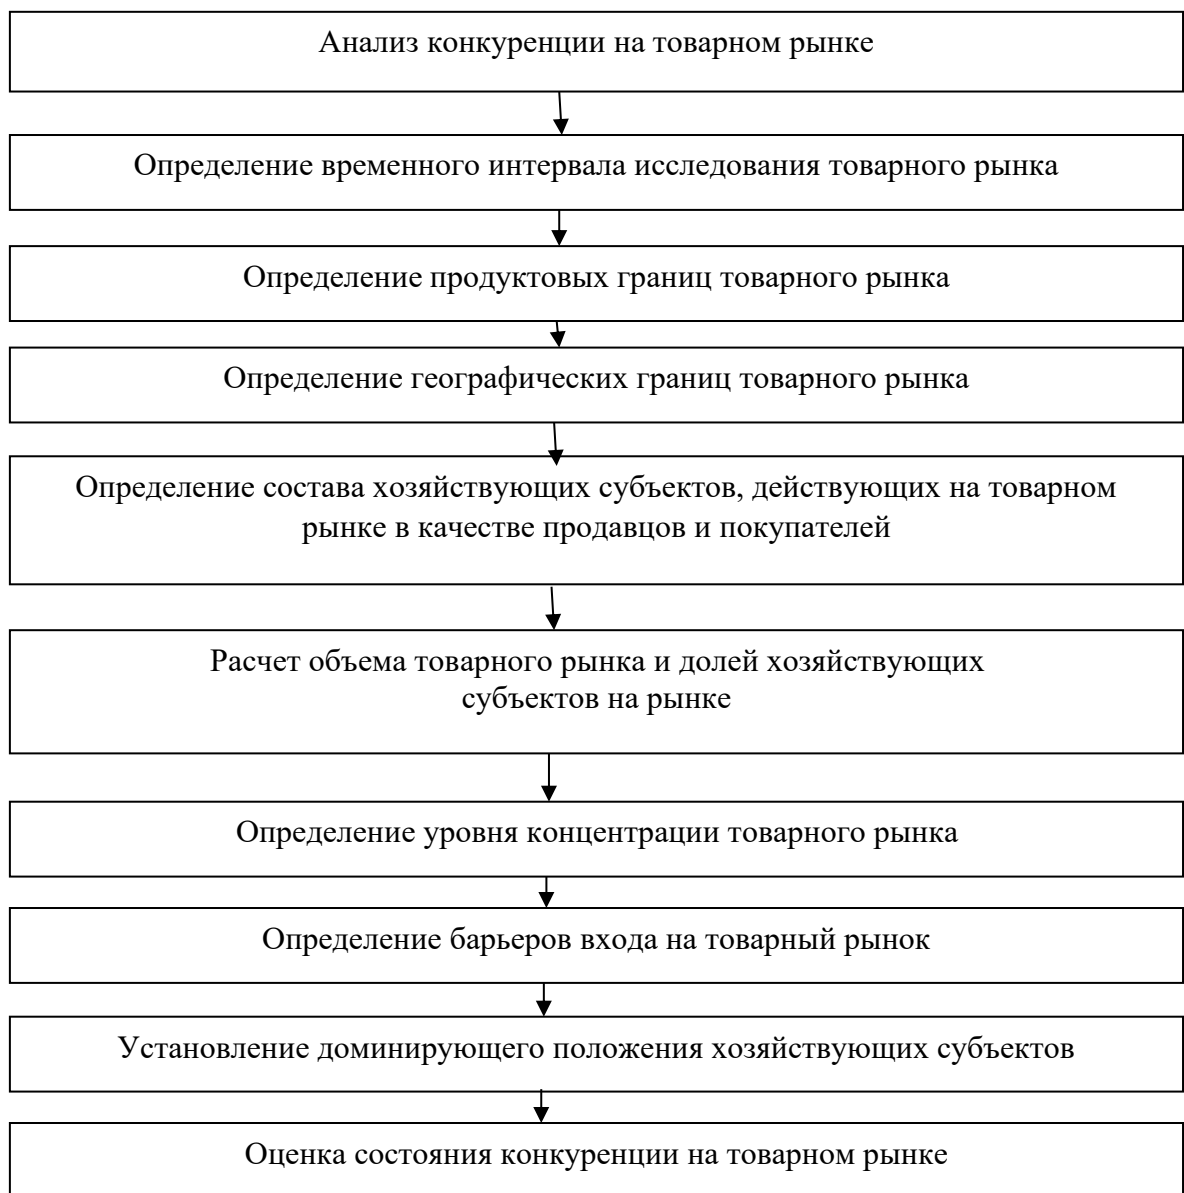 Анализ конкуренции на товарном рынке
Определение временного интервала исследования товарного рынка
Определение продуктовых границ товарного рынка
Определение географических границ товарного рынка
Определение состава хозяйствующих субъектов, действующих на товарном
рынке в качестве продавцов и покупателей
Расчет объема товарного рынка и долей хозяйствующих
субъектов на рынке
Определение уровня концентрации товарного рынка
Определение барьеров входа на товарный рынок
Установление доминирующего положения хозяйствующих субъектов
Оценка состояния конкуренции на товарном рынке